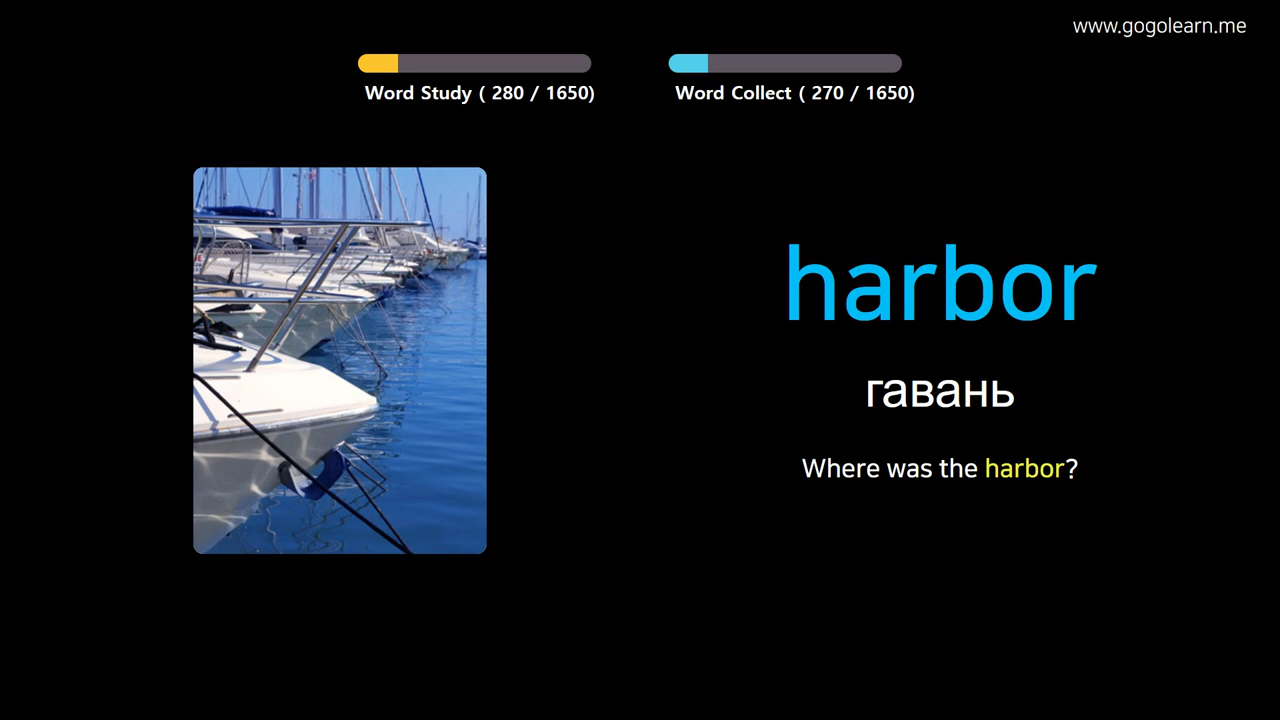 www.gogolearn.me
Word Study ( 280 / 1650)
Word Collect ( 270 / 1650)
harbor
гавань
Where was the harbor?